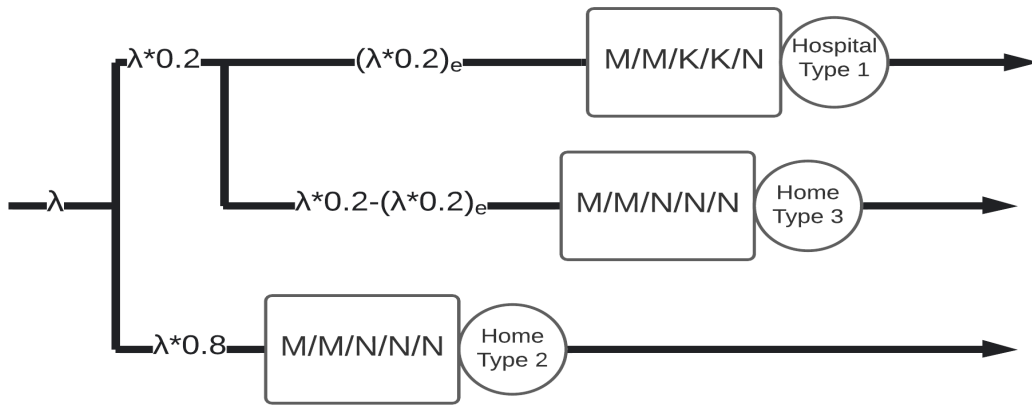 λ*0.2
(λ*0.2)ₑ
M/M/K/K/N
Hospital
Type 1
λ
λ*0.2-(λ*0.2)ₑ
M/M/N/N/N
Home
Type 3
λ*0.8
M/M/N/N/N
Home
Type 2